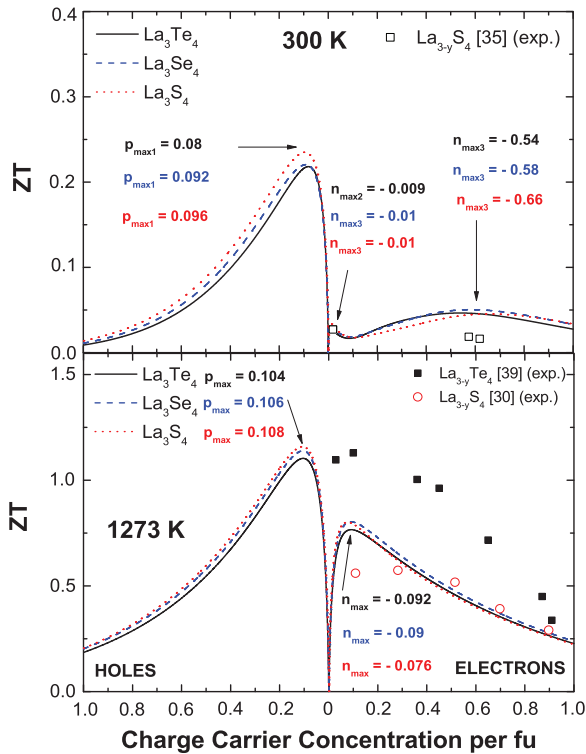 0.4
0.3
0.2
0.1
0.0
ZT
La3Te4
La3Se4
La3S4
300 K
La3-yS4 [35] (exp.)
pmax1 = 0.08
pmax1 = 0.092
pmax1 = 0.096
nmax2 = - 0.009
nmax3 = - 0.01
nmax3 = - 0.01
nmax3 = - 0.54
nmax3 = - 0.58
nmax3 = - 0.66
1.5
1.0
0.5
0.0
ZT
La3Te4
La3Se4
La3S4
pmax = 0.104
pmax = 0.106
pmax = 0.108
La3-yTe4 [39] (exp.)
La3-yS4 [30] (exp.)
1273 K
nmax = - 0.092
nmax = - 0.09
nmax = - 0.076
HOLES
ELECTRONS
1.0 0.8 0.6 0.4 0.2 0 0.2 0.4 0.6 0.8 1.0
Charge Carrier Concentration per fu